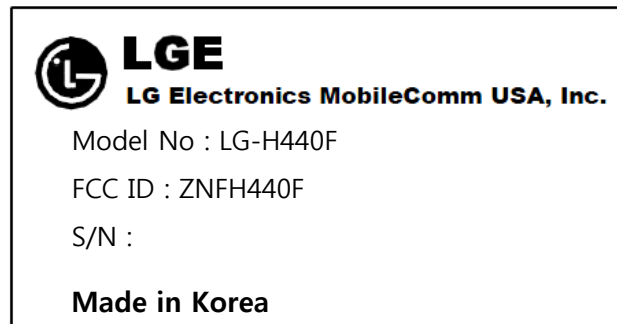 LGE
LG Electronics MobileComm USA, Inc.
Model No : LG-H440F
FCC ID : ZNFH440F
S/N :
Made in Korea